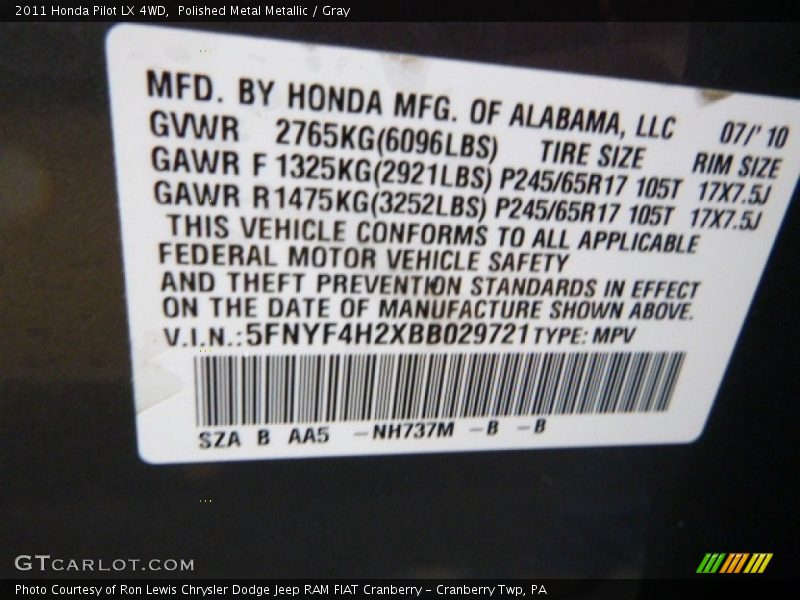 2011 Honda Pilot LX 4WD, Polished Metal Metallic / Gray
MFD. BY HONDA MFG. OF ALABAMA, LLC 07/'10
GVWR 2765KG(6096LBS) TIRE SIZE RIM SIZE
GAWR F 1325KG(2921LBS) P245/65R17 105T 17X7.5J
GAWR R 1475KG(3252LBS) P245/65R17 105T 17X7.5J
THIS VEHICLE CONFORMS TO ALL APPLICABLE
FEDERAL MOTOR VEHICLE SAFETY
AND THEFT PREVENTION STANDARDS IN EFFECT
ON THE DATE OF MANUFACTURE SHOWN ABOVE.
V.I.N.:5FNYF4H2XBB029721 TYPE: MPV
SZA B AA5 -NH737M -B -B
GTCARLOT.COM
Photo Courtesy of Ron Lewis Chrysler Dodge Jeep RAM FIAT Cranberry – Cranberry Twp, PA